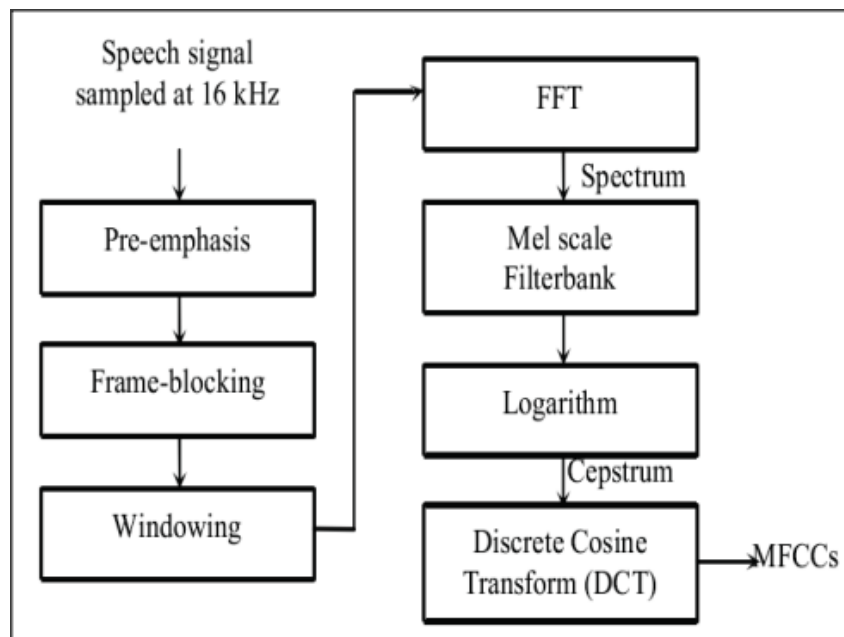 Speech signal
sampled at 16 kHz
Pre-emphasis
Frame-blocking
Windowing
FFT
Spectrum
Mel scale
Filterbank
Logarithm
Cepstrum
Discrete Cosine
Transform (DCT)
MFCCs